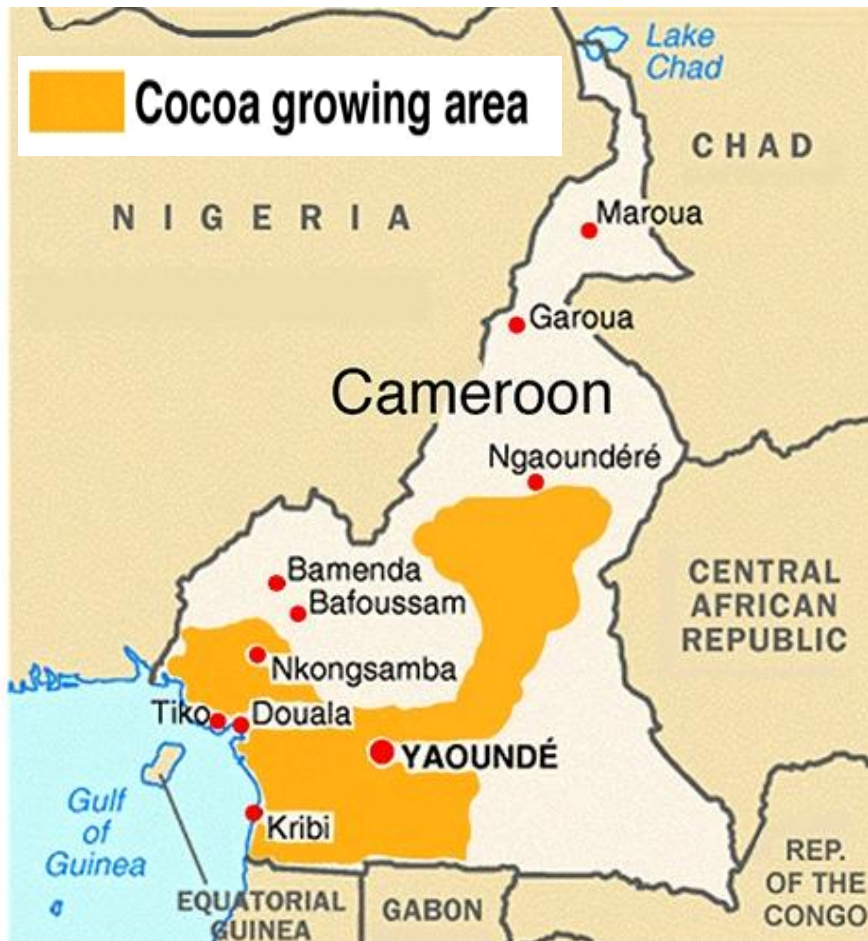 Cocoa growing area
Lake
Chad
CHAD
NIGERIA
Maroua
Garoua
Cameroon
Ngaoundéré
Bamenda
Bafoussam
CENTRAL
AFRICAN
REPUBLIC
Nkongsamba
Tiko
Douala
YAOUNDÉ
Gulf
of
Guinea
Kribi
EQUATORIAL
GUINEA
GABON
REP.
OF THE
CONGO